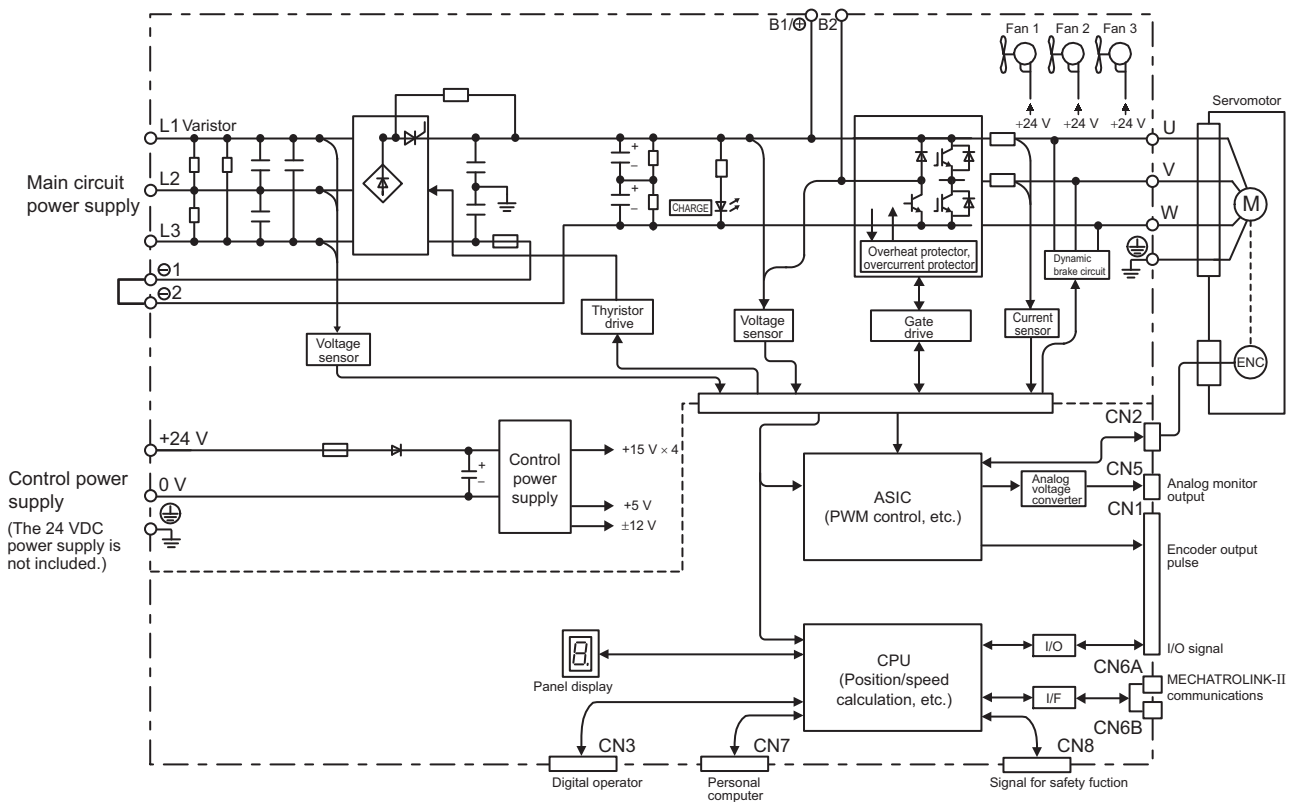 B1/⊕ B2
Fan 1 Fan 2 Fan 3
+24 V +24 V +24 V
Servomotor
L1 Varistor
U
Main circuit
power supply
L2
V
+
–
+
–
CHARGE
W
M
L3
Overheat protector,
overcurrent protector
Dynamic
brake circuit
⊖1
⊖2
Voltage
sensor
Thyristor
drive
Voltage
sensor
Gate
drive
Current
sensor
ENC
CN2
+24 V
Control power
supply
(The 24 VDC
power supply is
not included.)
0 V
+
–
Control
power
supply
+15 V × 4
+5 V
±12 V
ASIC
(PWM control, etc.)
Analog
voltage
converter
CN5
Analog monitor
output
CN1
Encoder output
pulse
8.
Panel display
CPU
(Position/speed
calculation, etc.)
I/O
I/O signal
I/F
CN6A
MECHATROLINK-II
communications
CN6B
CN3
Digital operator
CN7
Personal
computer
CN8
Signal for safety fuction